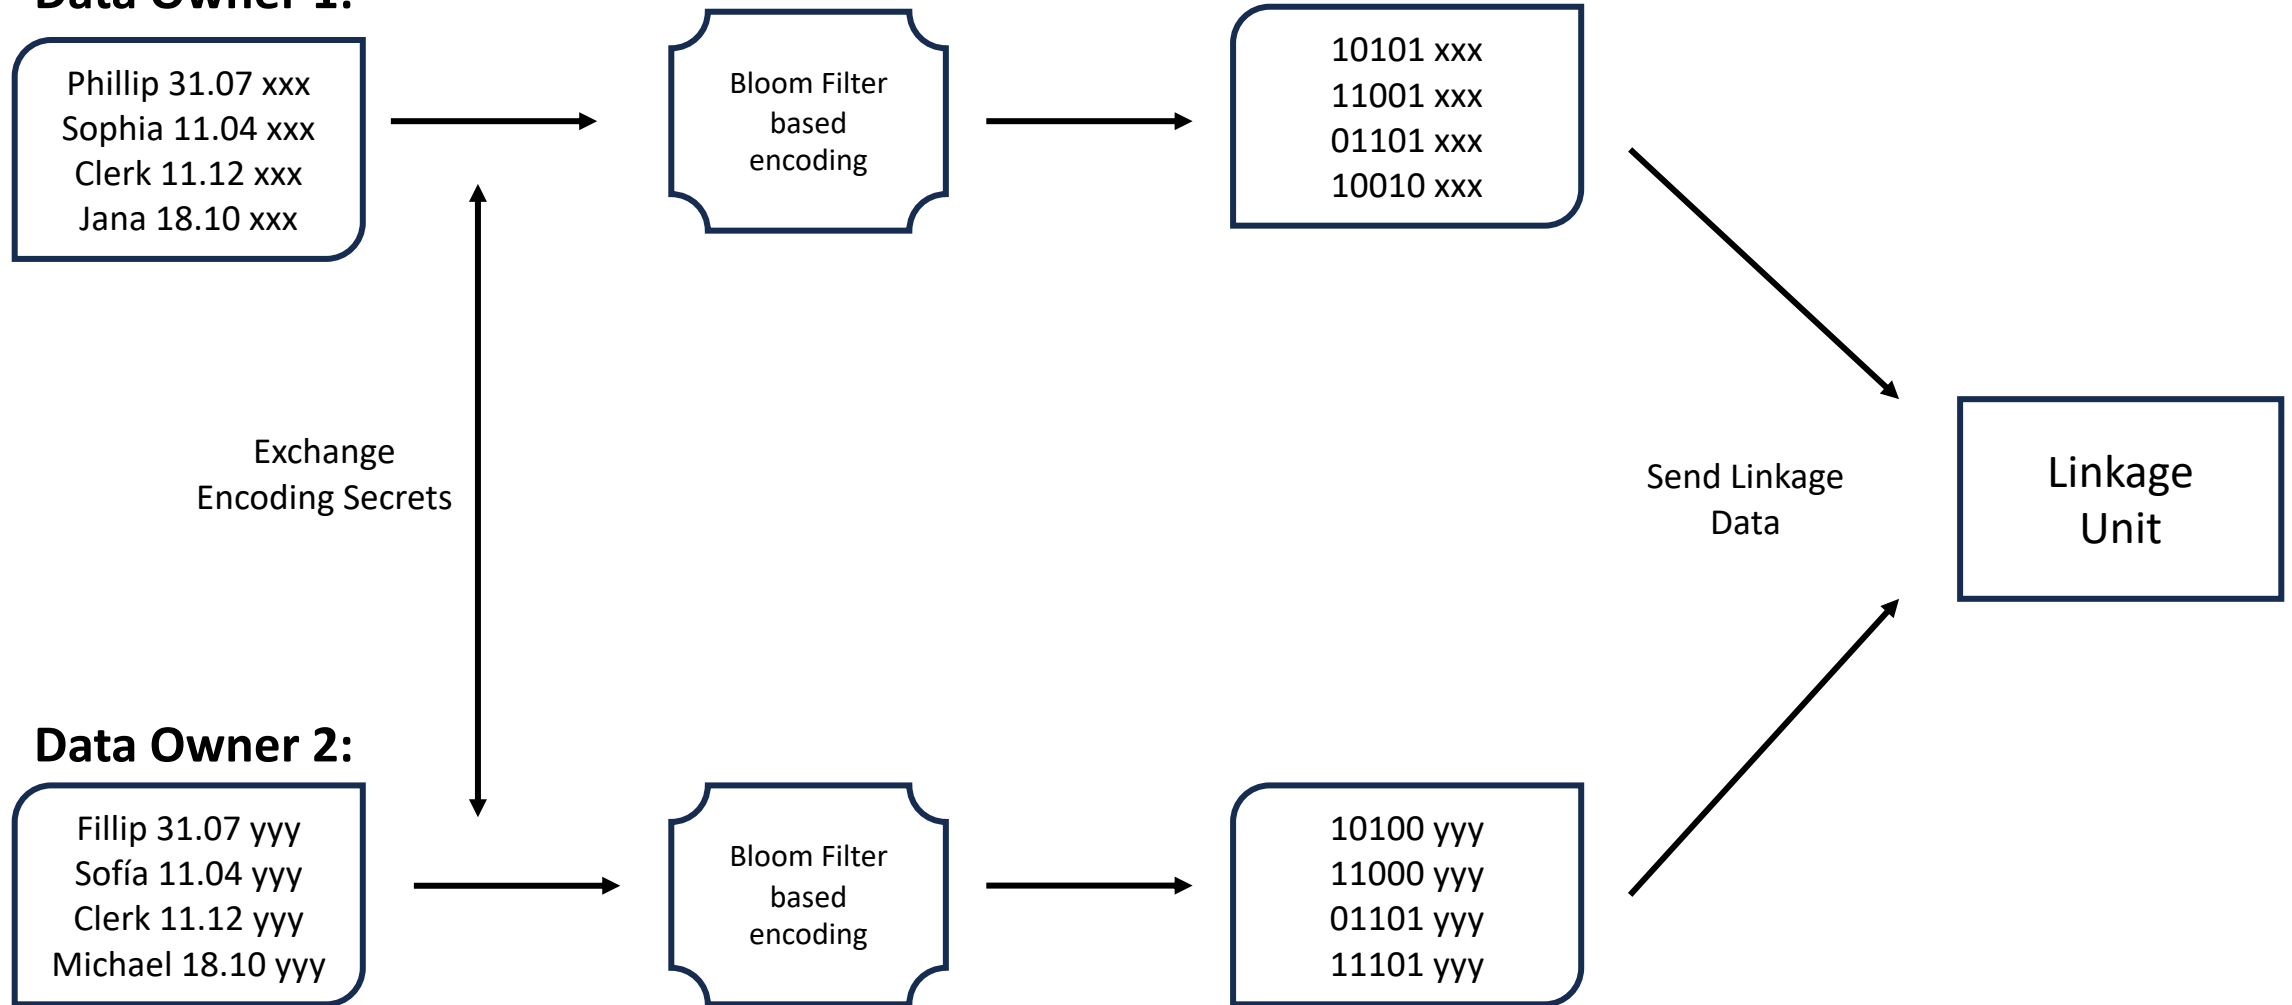 Data Owner 1:
Phillip 31.07 xxx
Sophia 11.04 xxx
Clerk 11.12 xxx
Jana 18.10 xxx
Bloom Filter
based
encoding
10101 xxx
11001 xxx
01101 xxx
10010 xxx
Exchange
Encoding Secrets
Send Linkage
Data
Linkage
Unit
Data Owner 2:
Fillip 31.07 yyy
Sofía 11.04 yyy
Clerk 11.12 yyy
Michael 18.10 yyy
Bloom Filter
based
encoding
10100 yyy
11000 yyy
01101 yyy
11101 yyy